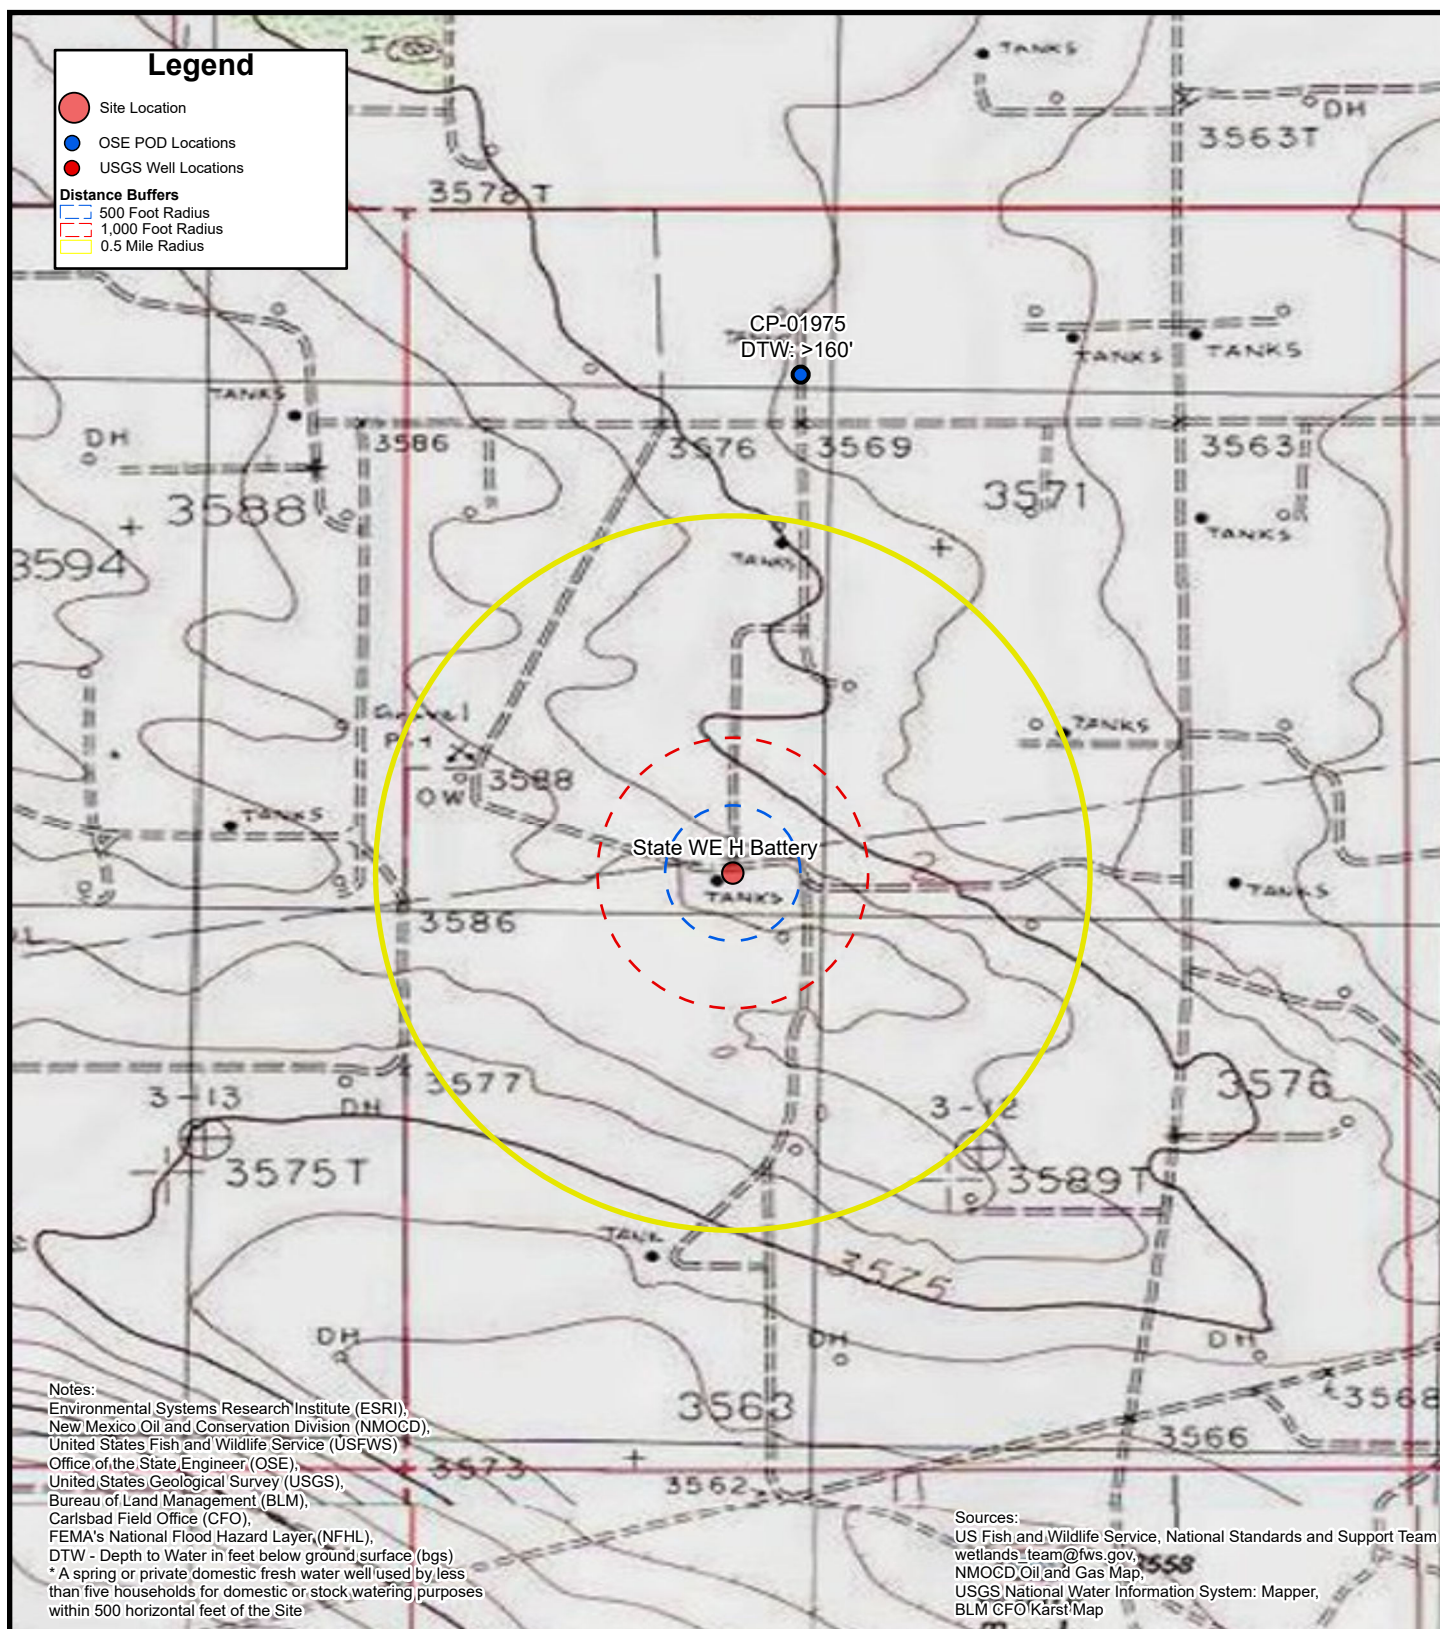 Legend
Site Location
OSE POD Locations
USGS Well Locations
Distance Buffers
500 Foot Radius
1,000 Foot Radius
0.5 Mile Radius
TANKS
DH
3563T
3578T
CP-01975
DTW: >160'
TANKS
TANKS
TANKS
DH
3586
3576
3569
3563
3588
3571
TANKS
3594
TANKS
Gravel
Pit
TANKS
3588
OW
TANKS
State WE H Battery
2
TANKS
TANKS
3586
3577
3576
3-13
DH
3-12
3575T
3589T
TANK
3575
DH
DH
DH
3563
3568
3566
3573
3562
3558
Notes:
Environmental Systems Research Institute (ESRI),
New Mexico Oil and Conservation Division (NMOCD),
United States Fish and Wildlife Service (USFWS)
Office of the State Engineer (OSE),
United States Geological Survey (USGS),
Bureau of Land Management (BLM),
Carlsbad Field Office (CFO),
FEMA's National Flood Hazard Layer (NFHL),
DTW - Depth to Water in feet below ground surface (bgs)
* A spring or private domestic fresh water well used by less
than five households for domestic or stock watering purposes
within 500 horizontal feet of the Site
Sources:
US Fish and Wildlife Service, National Standards and Support Team
wetlands_team@fws.gov,
NMOCD Oil and Gas Map,
USGS National Water Information System: Mapper,
BLM CFO Karst Map